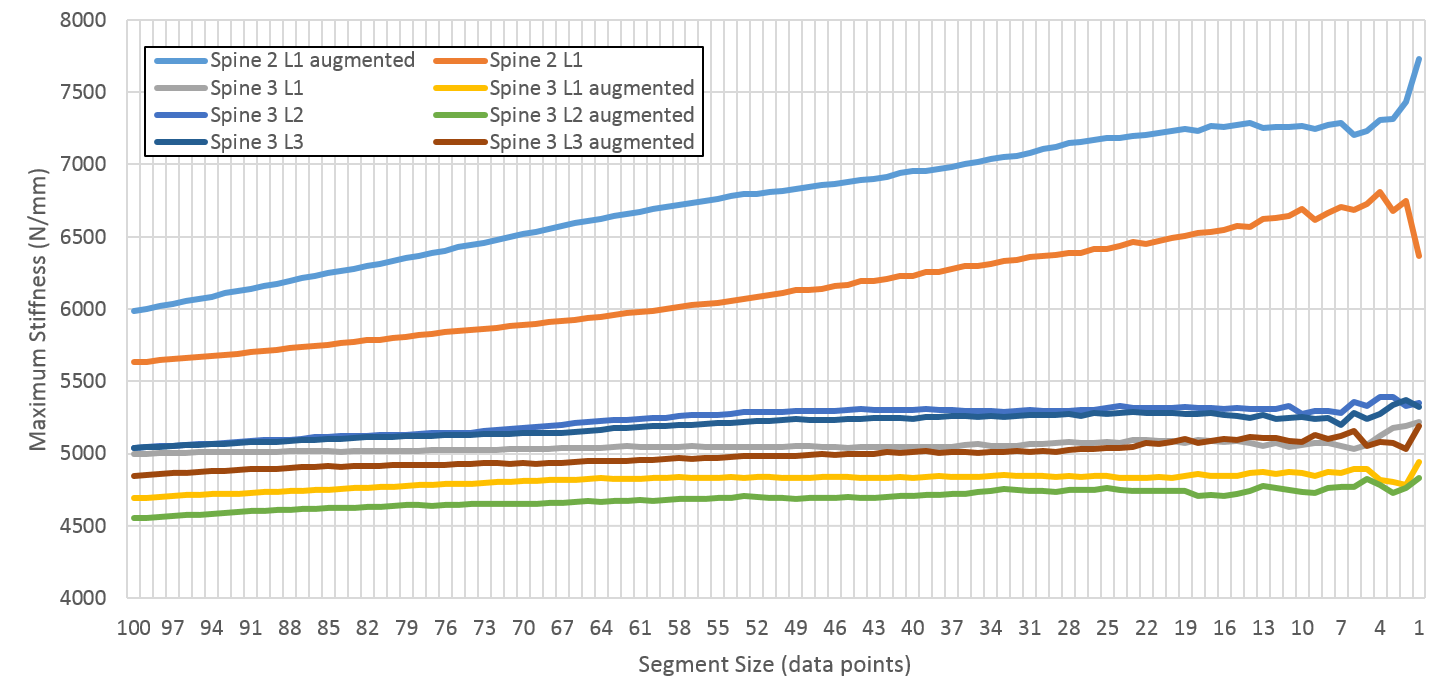 8000
7500
7000
6500
6000
5500
5000
4500
4000
Maximum Stiffness (N/mm)
Spine 2 L1 augmented Spine 2 L1
Spine 3 L1 Spine 3 L1 augmented
Spine 3 L2 Spine 3 L2 augmented
Spine 3 L3 Spine 3 L3 augmented
100 97 94 91 88 85 82 79 76 73 70 67 64 61 58 55 52 49 46 43 40 37 34 31 28 25 22 19 16 13 10 7 4 1
Segment Size (data points)